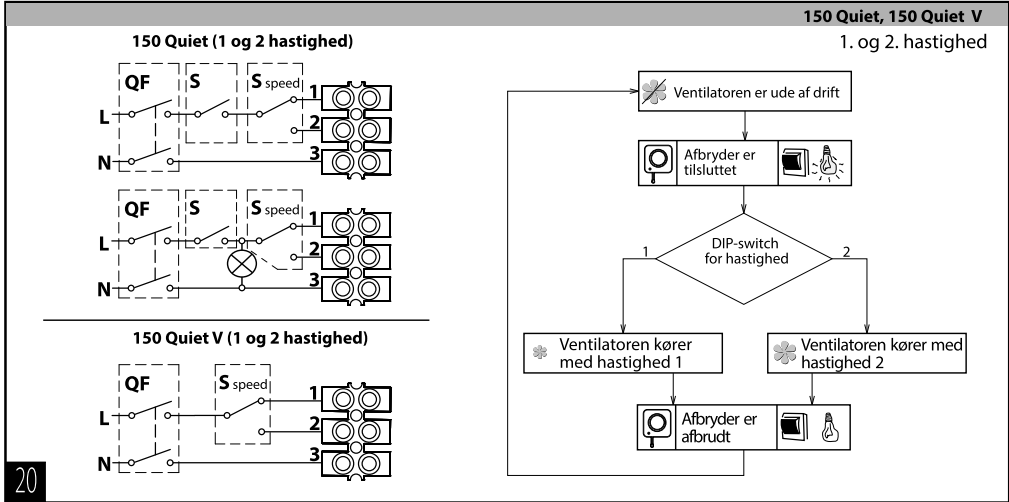 150 Quiet, 150 Quiet V
1. og 2. hastighed
150 Quiet (1 og 2 hastighed)
QF
S
S speed
1
L
2
N
3
QF
S
S speed
1
L
2
N
3
150 Quiet V (1 og 2 hastighed)
QF
S speed
1
L
2
N
3
Ventilatoren er ude af drift
Afbryder er
tilsluttet
DIP-switch
for hastighed
1
2
Ventilatoren kører
med hastighed 1
Ventilatoren kører med
hastighed 2
Afbryder er
afbrudt
20